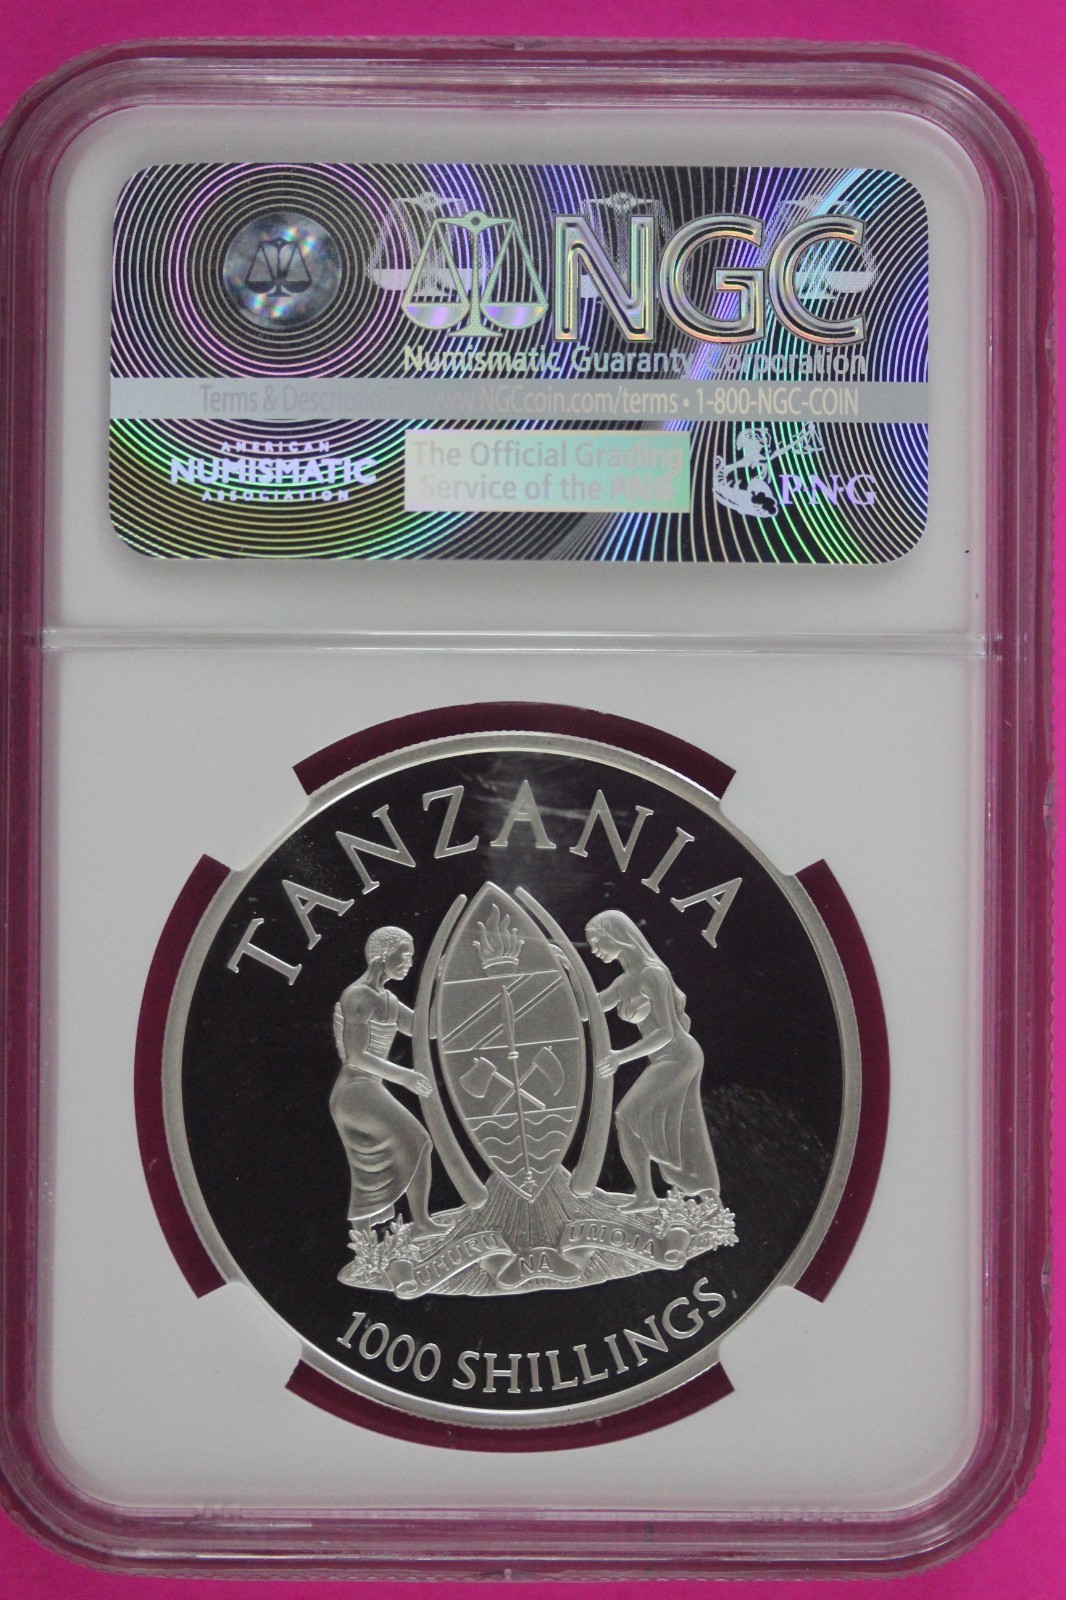 NGC
Numismatic Guaranty Corporation
Terms & www.NGCcoin.com/terms • 1-800-NGC-COIN
AMERICAN
NUMISMATIC
ASSOCIATION
The Official Grading
Service of the PNG
P·N·G
TANZANIA
UHURU NA UMOJA
1000 SHILLINGS